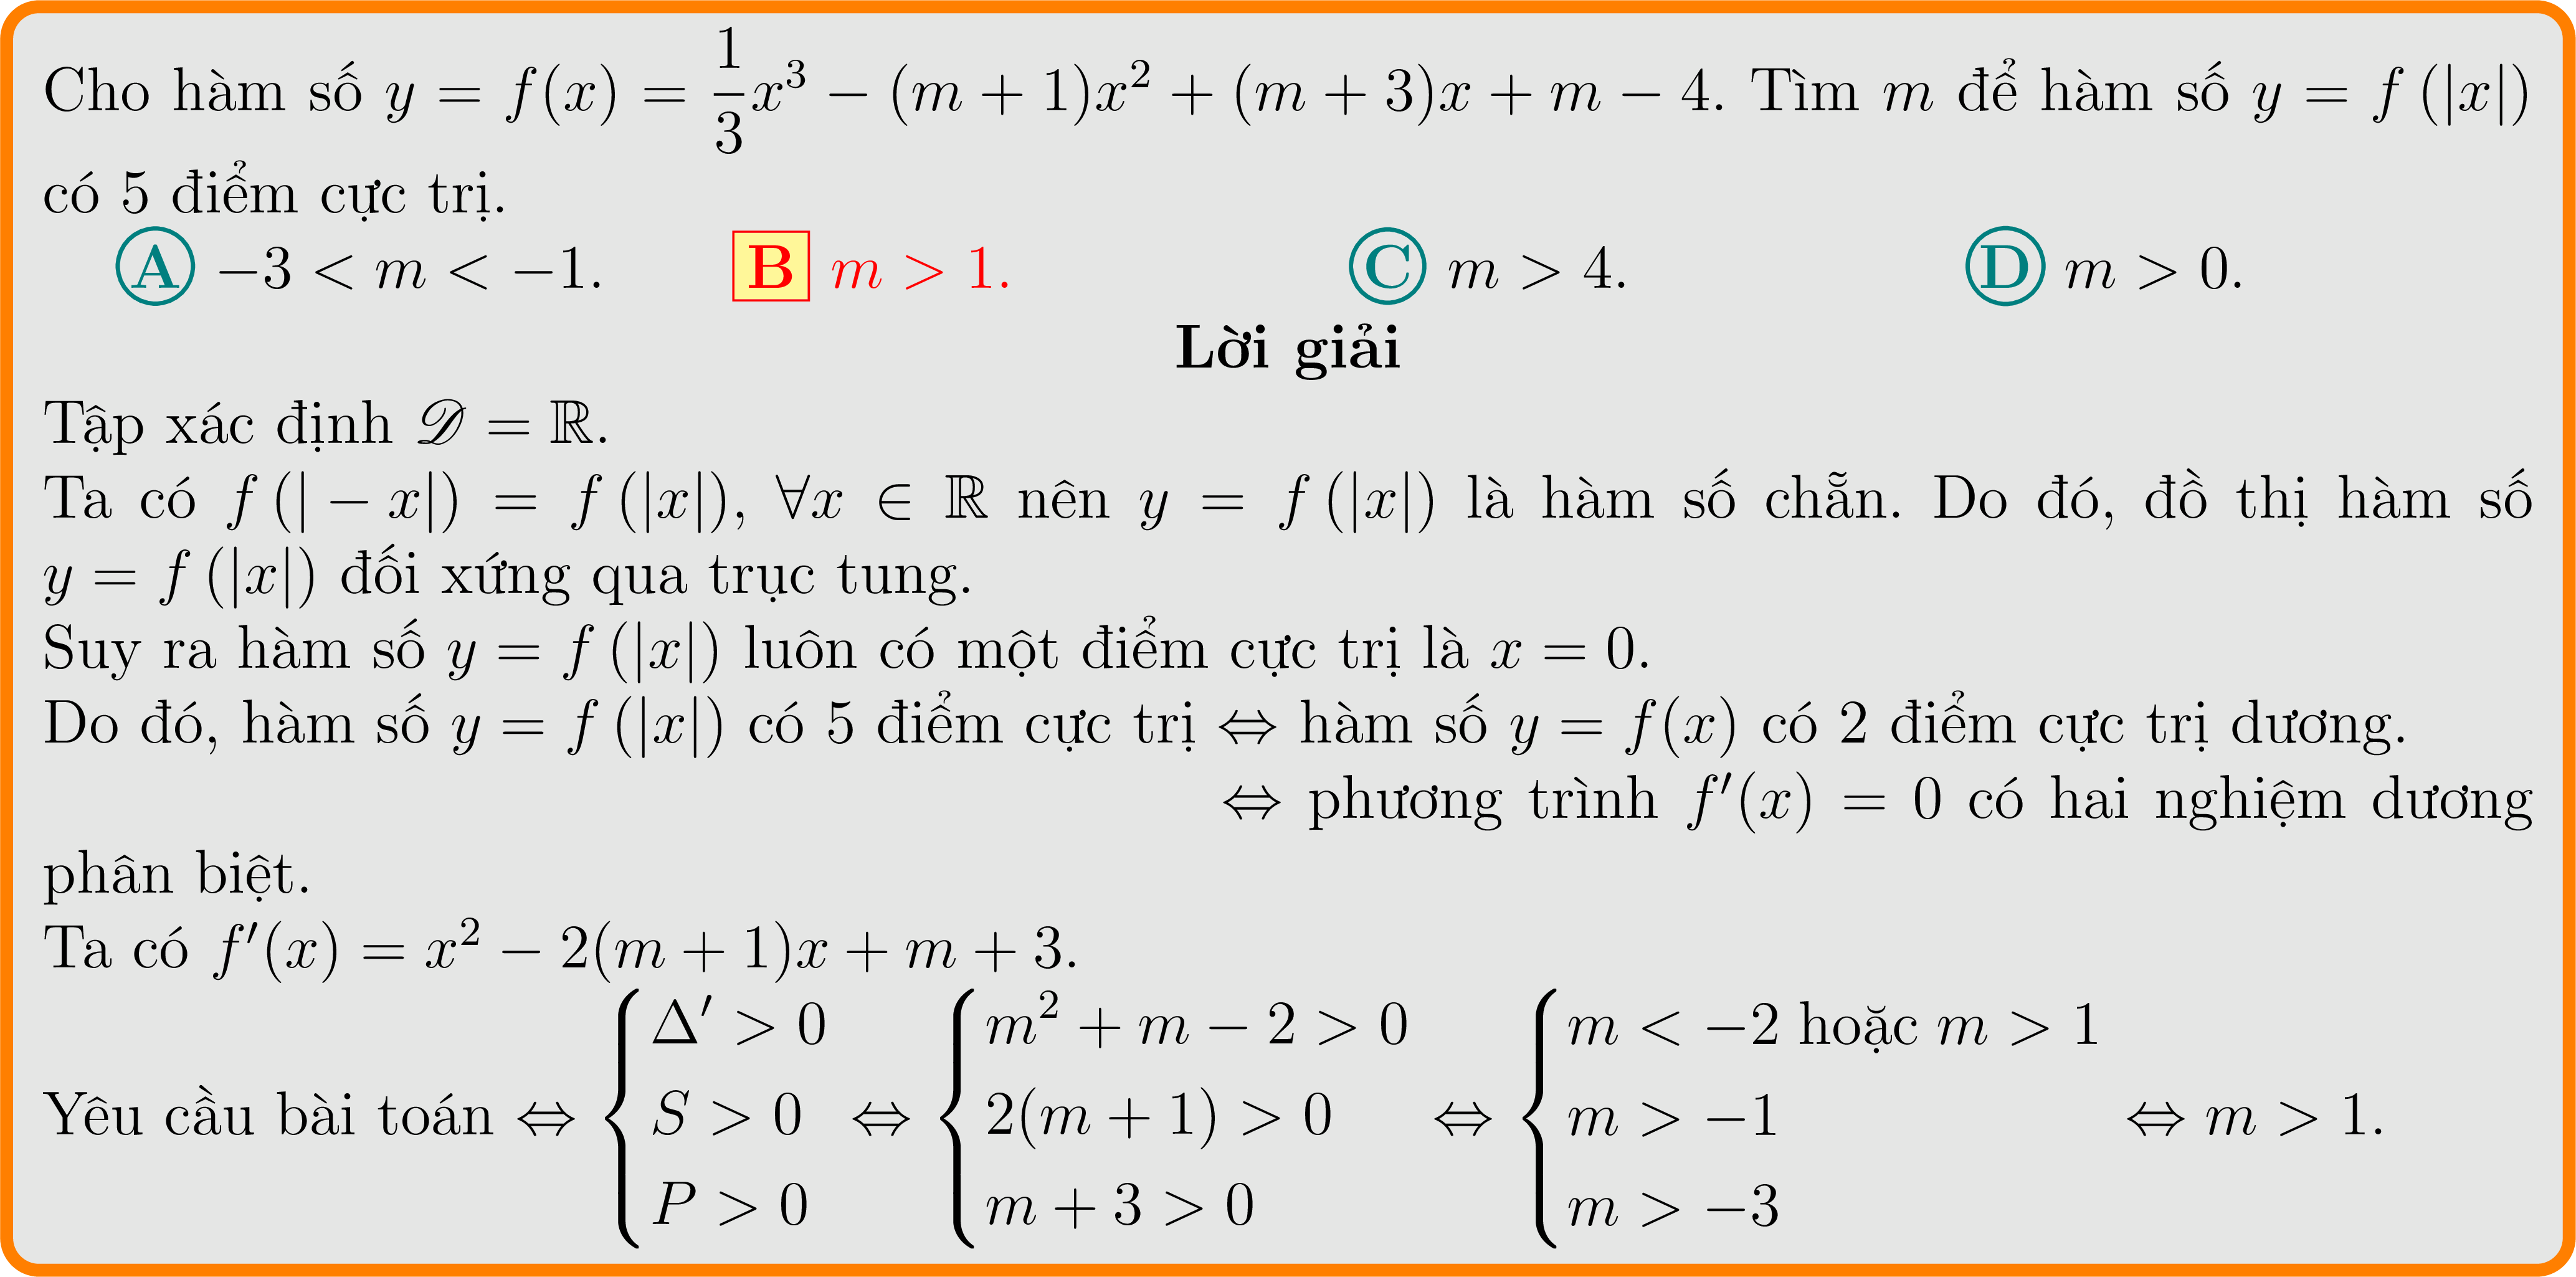 Cho hàm số $y = f(x) = \dfrac{1}{3}x^3 - (m+1)x^2 + (m+3)x + m - 4$. Tìm $m$ để hàm số $y = f(|x|)$
có 5 điểm cực trị.
A $-3 < m < -1$. B $m > 1$. C $m > 4$. D $m > 0$.
Lời giải
Tập xác định $\mathscr{D} = \mathbb{R}$.
Ta có $f(|-x|) = f(|x|), \forall x \in \mathbb{R}$ nên $y = f(|x|)$ là hàm số chẵn. Do đó, đồ thị hàm số
$y = f(|x|)$ đối xứng qua trục tung.
Suy ra hàm số $y = f(|x|)$ luôn có một điểm cực trị là $x = 0$.
Do đó, hàm số $y = f(|x|)$ có 5 điểm cực trị $\Leftrightarrow$ hàm số $y = f(x)$ có 2 điểm cực trị dương.
$\Leftrightarrow$ phương trình $f'(x) = 0$ có hai nghiệm dương
phân biệt.
Ta có $f'(x) = x^2 - 2(m+1)x + m + 3$.
Yêu cầu bài toán $\Leftrightarrow \begin{cases} \Delta' > 0 \\ S > 0 \\ P > 0 \end{cases} \Leftrightarrow \begin{cases} m^2 + m - 2 > 0 \\ 2(m+1) > 0 \\ m + 3 > 0 \end{cases} \Leftrightarrow \begin{cases} m < -2 \text{ hoặc } m > 1 \\ m > -1 \\ m > -3 \end{cases} \Leftrightarrow m > 1.$